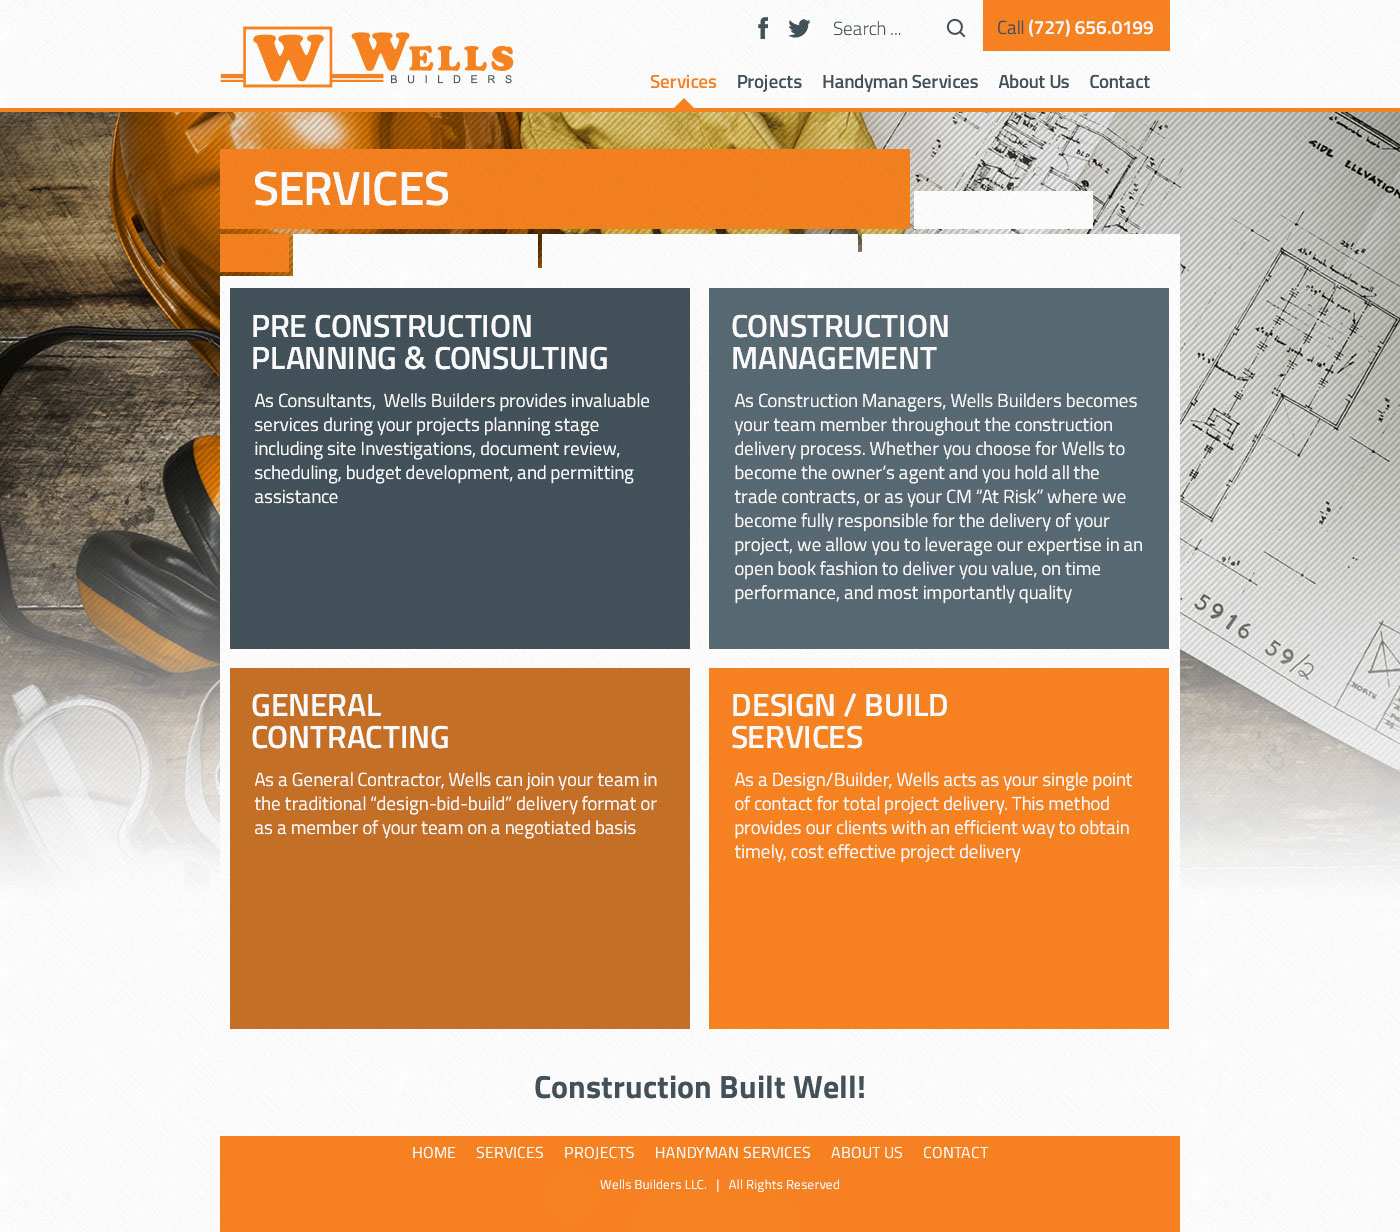 W WELLS
BUILDERS
Search ...
Call (727) 656.0199
Services Projects Handyman Services About Us Contact
SERVICES
SIDE ELEVATION
5916 59/2
PRE CONSTRUCTION
PLANNING & CONSULTING
As Consultants,  Wells Builders provides invaluable
services during your projects planning stage
including site Investigations, document review,
scheduling, budget development, and permitting
assistance
CONSTRUCTION
MANAGEMENT
As Construction Managers, Wells Builders becomes
your team member throughout the construction
delivery process. Whether you choose for Wells to
become the owner’s agent and you hold all the
trade contracts, or as your CM “At Risk” where we
become fully responsible for the delivery of your
project, we allow you to leverage our expertise in an
open book fashion to deliver you value, on time
performance, and most importantly quality
GENERAL
CONTRACTING
As a General Contractor, Wells can join your team in
the traditional “design-bid-build” delivery format or
as a member of your team on a negotiated basis
DESIGN / BUILD
SERVICES
As a Design/Builder, Wells acts as your single point
of contact for total project delivery. This method
provides our clients with an efficient way to obtain
timely, cost effective project delivery
Construction Built Well!
HOME SERVICES PROJECTS HANDYMAN SERVICES ABOUT US CONTACT
Wells Builders LLC. | All Rights Reserved